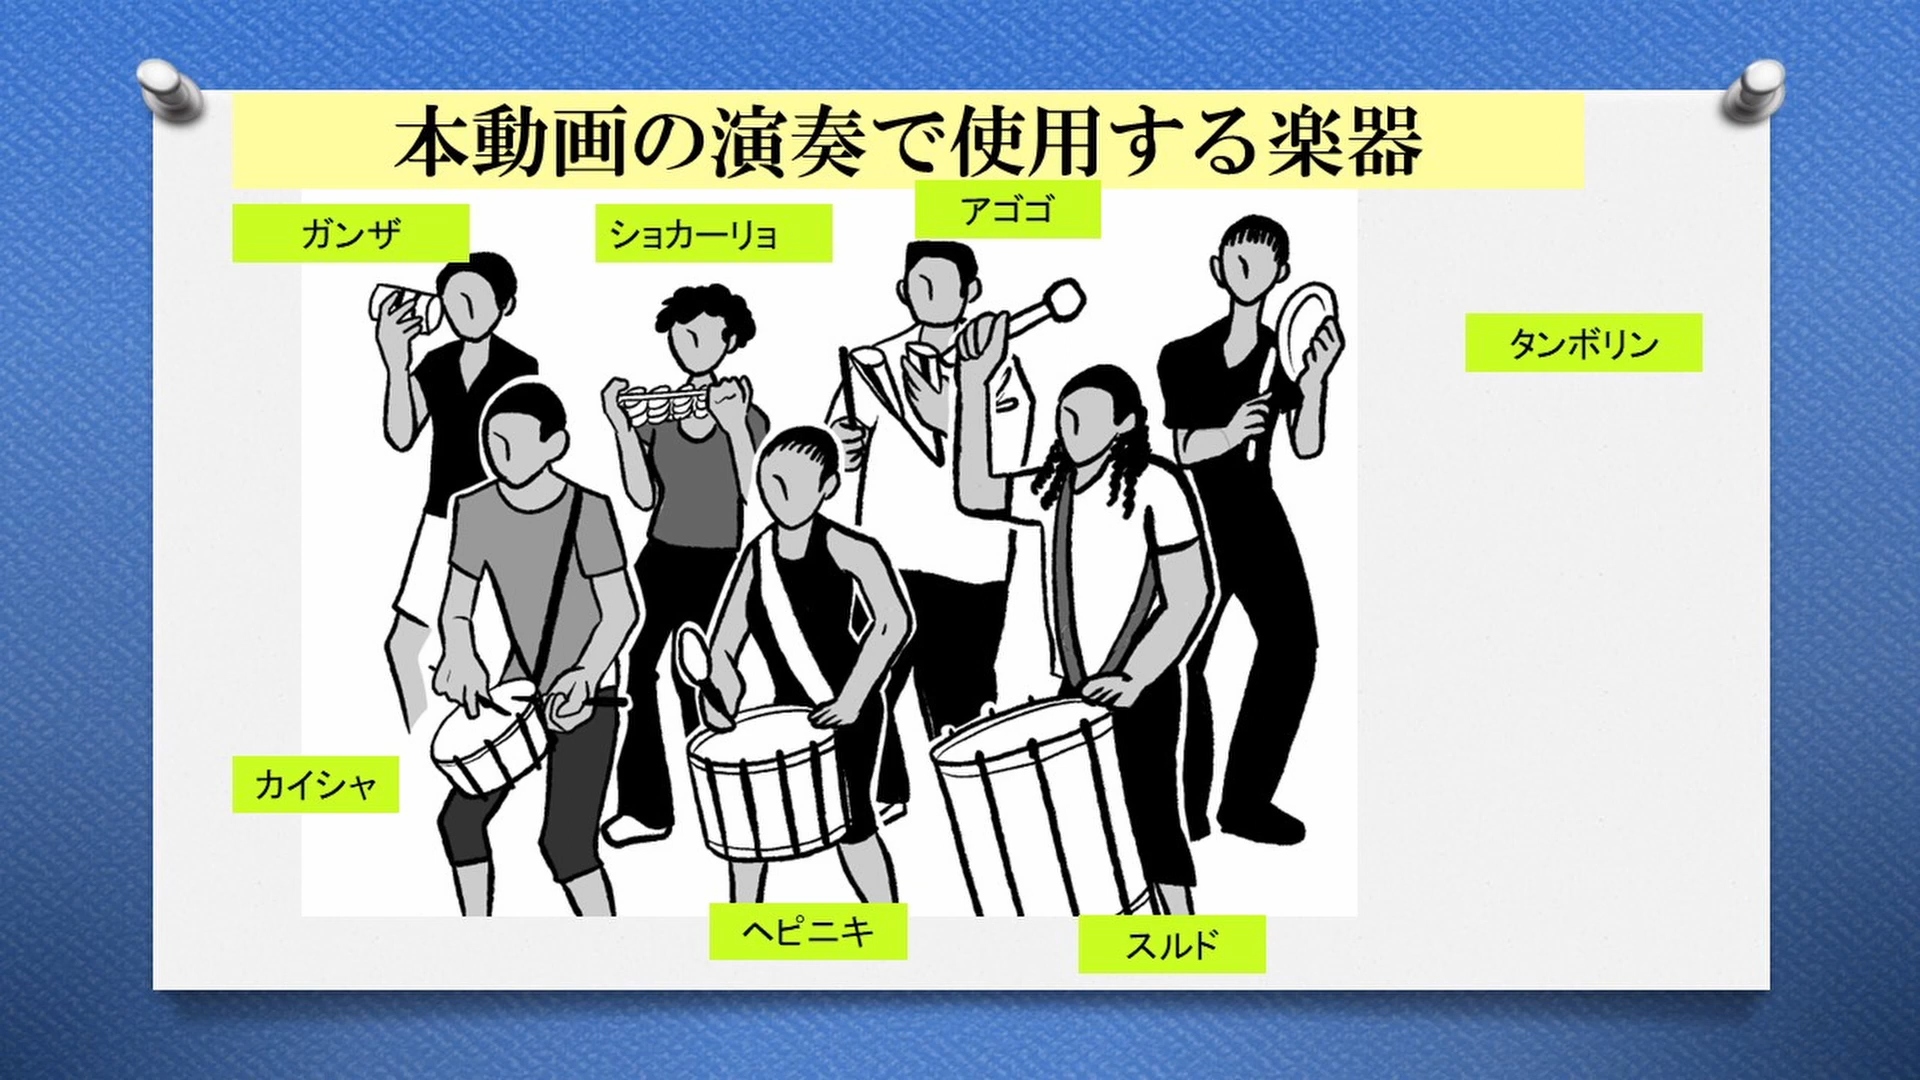 本動画の演奏で使用する楽器
ガンザ
ショカーリョ
アゴゴ
タンボリン
カイシャ
ヘピニキ
スルド